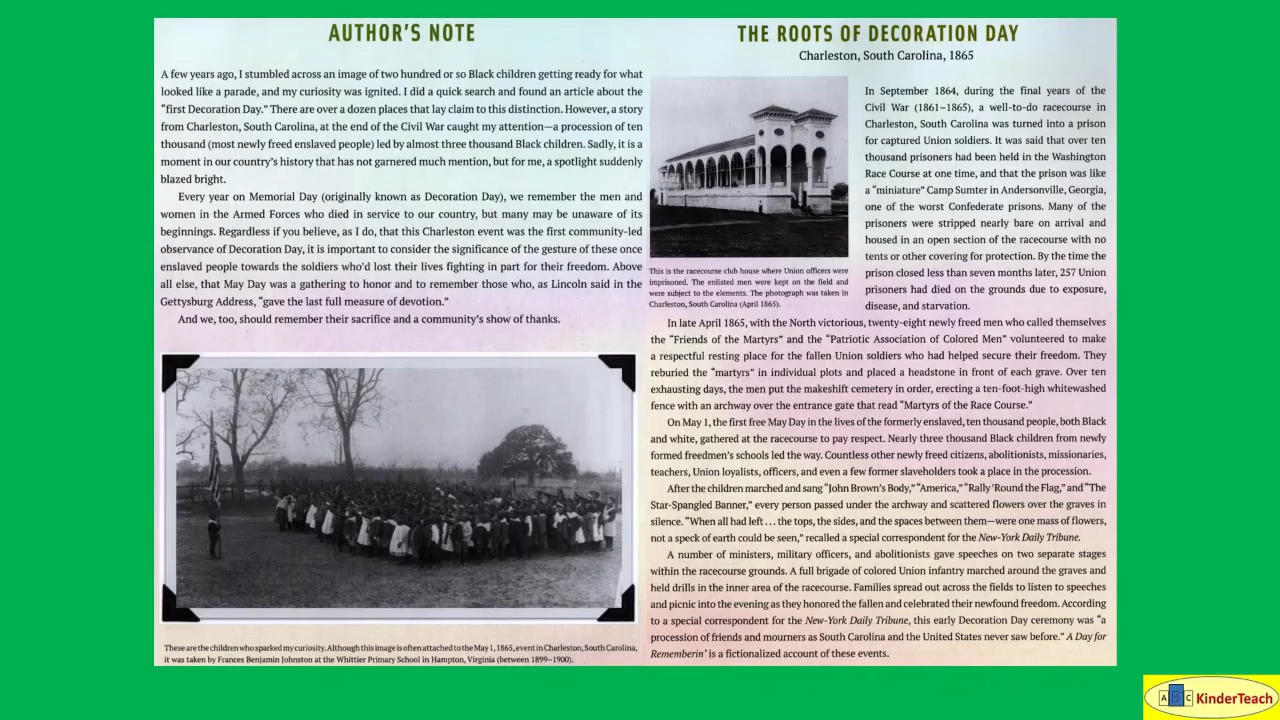 AUTHOR'S NOTE
A few years ago, I stumbled across an image of two hundred or so Black children getting ready for what
looked like a parade, and my curiosity was ignited. I did a quick search and found an article about the
“first Decoration Day.” There are over a dozen places that lay claim to this distinction. However, a story
from Charleston, South Carolina, at the end of the Civil War caught my attention—a procession of ten
thousand (most newly freed enslaved people) led by almost three thousand Black children. Sadly, it is a
moment in our country's history that has not garnered much mention, but for me, a spotlight suddenly
blazed bright.
Every year on Memorial Day (originally known as Decoration Day), we remember the men and
women in the Armed Forces who died in service to our country, but many may be unaware of its
beginnings. Regardless if you believe, as I do, that this Charleston event was the first community-led
observance of Decoration Day, it is important to consider the significance of the gesture of these once
enslaved people towards the soldiers who'd lost their lives fighting in part for their freedom. Above
all else, that May Day was a gathering to honor and to remember those who, as Lincoln said in the
Gettysburg Address, “gave the last full measure of devotion.”
And we, too, should remember their sacrifice and a community's show of thanks.
These are the children who sparked my curiosity. Although this image is often attached to the May 1, 1865, event in Charleston, South Carolina,
it was taken by Frances Benjamin Johnston at the Whittier Primary School in Hampton, Virginia (between 1899–1900).
THE ROOTS OF DECORATION DAY
Charleston, South Carolina, 1865
In September 1864, during the final years of the
Civil War (1861–1865), a well-to-do racecourse in
Charleston, South Carolina was turned into a prison
for captured Union soldiers. It was said that over ten
thousand prisoners had been held in the Washington
Race Course at one time, and that the prison was like
a “miniature” Camp Sumter in Andersonville, Georgia,
one of the worst Confederate prisons. Many of the
prisoners were stripped nearly bare on arrival and
housed in an open section of the racecourse with no
tents or other covering for protection. By the time the
prison closed less than seven months later, 257 Union
prisoners had died on the grounds due to exposure,
disease, and starvation.
This is the racecourse club house where Union officers were
imprisoned. The enlisted men were kept on the field and
were subject to the elements. The photograph was taken in
Charleston, South Carolina (April 1865).
In late April 1865, with the North victorious, twenty-eight newly freed men who called themselves
the “Friends of the Martyrs” and the “Patriotic Association of Colored Men” volunteered to make
a respectful resting place for the fallen Union soldiers who had helped secure their freedom. They
reburied the “martyrs” in individual plots and placed a headstone in front of each grave. Over ten
exhausting days, the men put the makeshift cemetery in order, erecting a ten-foot-high whitewashed
fence with an archway over the entrance gate that read “Martyrs of the Race Course.”
On May 1, the first free May Day in the lives of the formerly enslaved, ten thousand people, both Black
and white, gathered at the racecourse to pay respect. Nearly three thousand Black children from newly
formed freedmen's schools led the way. Countless other newly freed citizens, abolitionists, missionaries,
teachers, Union loyalists, officers, and even a few former slaveholders took a place in the procession.
After the children marched and sang “John Brown's Body,” “America,” “Rally 'Round the Flag,” and “The
Star-Spangled Banner,” every person passed under the archway and scattered flowers over the graves in
silence. “When all had left . . . the tops, the sides, and the spaces between them—were one mass of flowers,
not a speck of earth could be seen,” recalled a special correspondent for the New-York Daily Tribune.
A number of ministers, military officers, and abolitionists gave speeches on two separate stages
within the racecourse grounds. A full brigade of colored Union infantry marched around the graves and
held drills in the inner area of the racecourse. Families spread out across the fields to listen to speeches
and picnic into the evening as they honored the fallen and celebrated their newfound freedom. According
to a special correspondent for the New-York Daily Tribune, this early Decoration Day ceremony was “a
procession of friends and mourners as South Carolina and the United States never saw before.” A Day for
Rememberin' is a fictionalized account of these events.
A B C KinderTeach